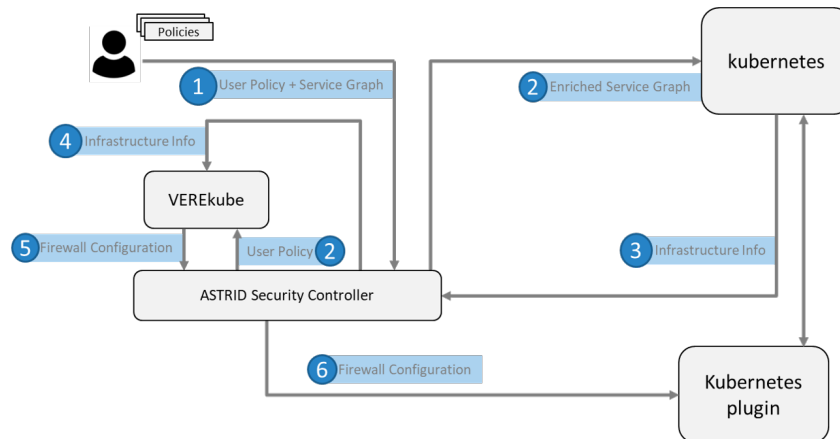 Policies
kubernetes
1 User Policy + Service Graph
2 Enriched Service Graph
4 Infrastructure Info
VEREkube
5 Firewall Configuration
User Policy 2
3 Infrastructure Info
ASTRID Security Controller
6 Firewall Configuration
Kubernetes
plugin